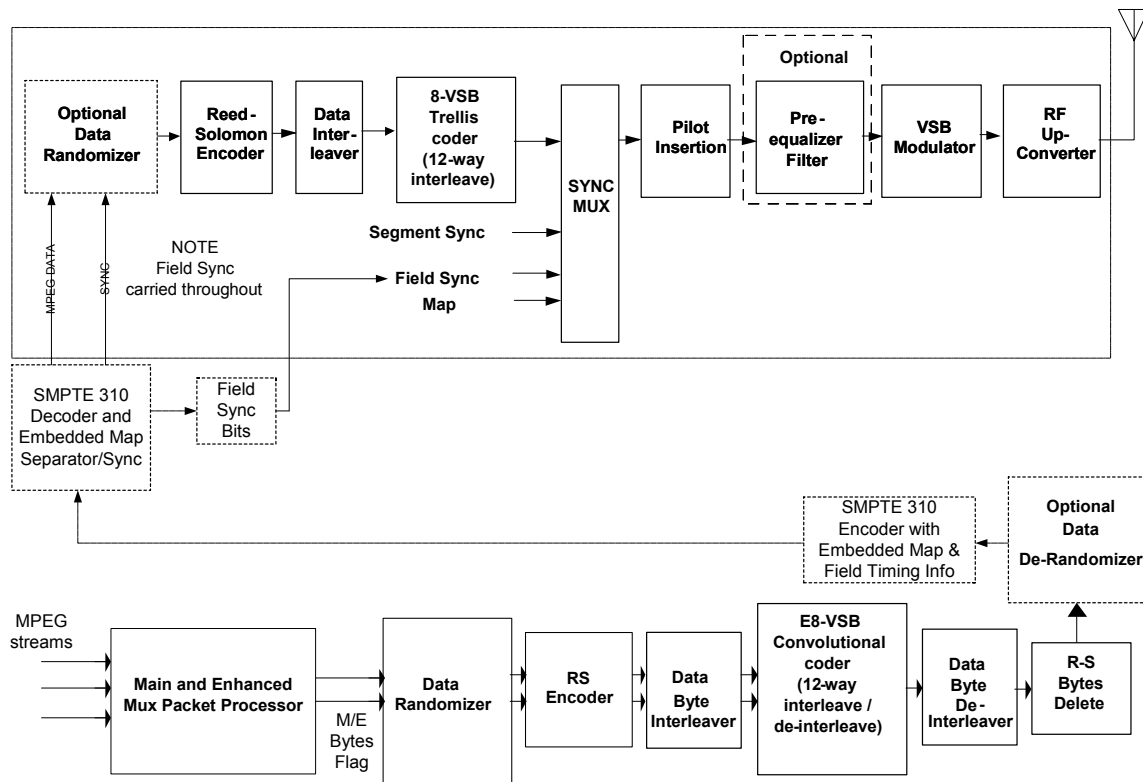 Optional
Data
Randomizer
Reed-
Solomon
Encoder
Data
Inter-
leaver
8-VSB
Trellis
coder
(12-way
interleave)
SYNC
MUX
Pilot
Insertion
Optional
Pre-
equalizer
Filter
VSB
Modulator
RF
Up-
Converter
Segment Sync
Field Sync
Map
MPEG DATA
SYNC
NOTE
Field Sync
carried throughout
SMPTE 310
Decoder and
Embedded Map
Separator/Sync
Field
Sync
Bits
SMPTE 310
Encoder with
Embedded Map &
Field Timing Info
Optional
Data
De-Randomizer
MPEG
streams
Main and Enhanced
Mux Packet Processor
M/E
Bytes
Flag
Data
Randomizer
RS
Encoder
Data
Byte
Interleaver
E8-VSB
Convolutional
coder
(12-way
interleave /
de-interleave)
Data
Byte
De-
Interleaver
R-S
Bytes
Delete